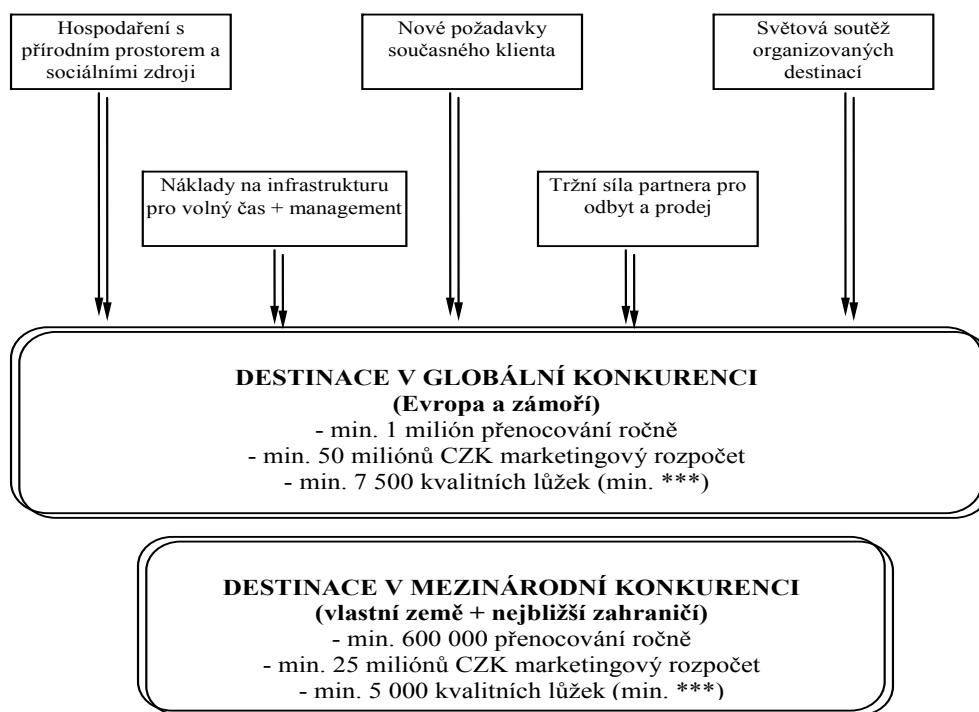 Hospodaření s
přírodním prostorem a
sociálními zdroji
Nové požadavky
současného klienta
Světová soutěž
organizovaných
destinací
Náklady na infrastrukturu
pro volný čas + management
Tržní síla partnera pro
odbyt a prodej
DESTINACE V GLOBÁLNÍ KONKURENCI
(Evropa a zámoří)
- min. 1 milión přenocování ročně
- min. 50 miliónů CZK marketingový rozpočet
- min. 7 500 kvalitních lůžek (min. ***)
DESTINACE V MEZINÁRODNÍ KONKURENCI
(vlastní země + nejbližší zahraničí)
- min. 600 000 přenocování ročně
- min. 25 miliónů CZK marketingový rozpočet
- min. 5 000 kvalitních lůžek (min. ***)